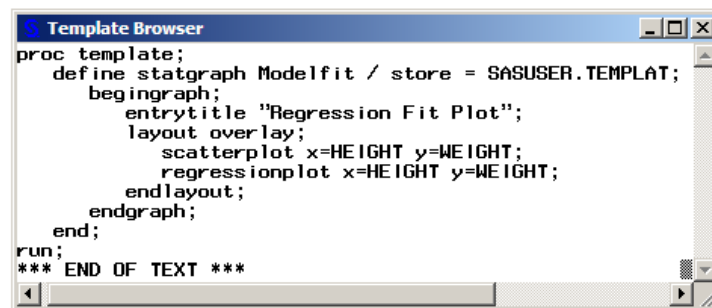 Template Browser
proc template;
   define statgraph Modelfit / store = SASUSER.TEMPLAT;
      begingraph;
         entrytitle "Regression Fit Plot";
         layout overlay;
            scatterplot x=HEIGHT y=WEIGHT;
            regressionplot x=HEIGHT y=WEIGHT;
         endlayout;
      endgraph;
   end;
run;
*** END OF TEXT ***